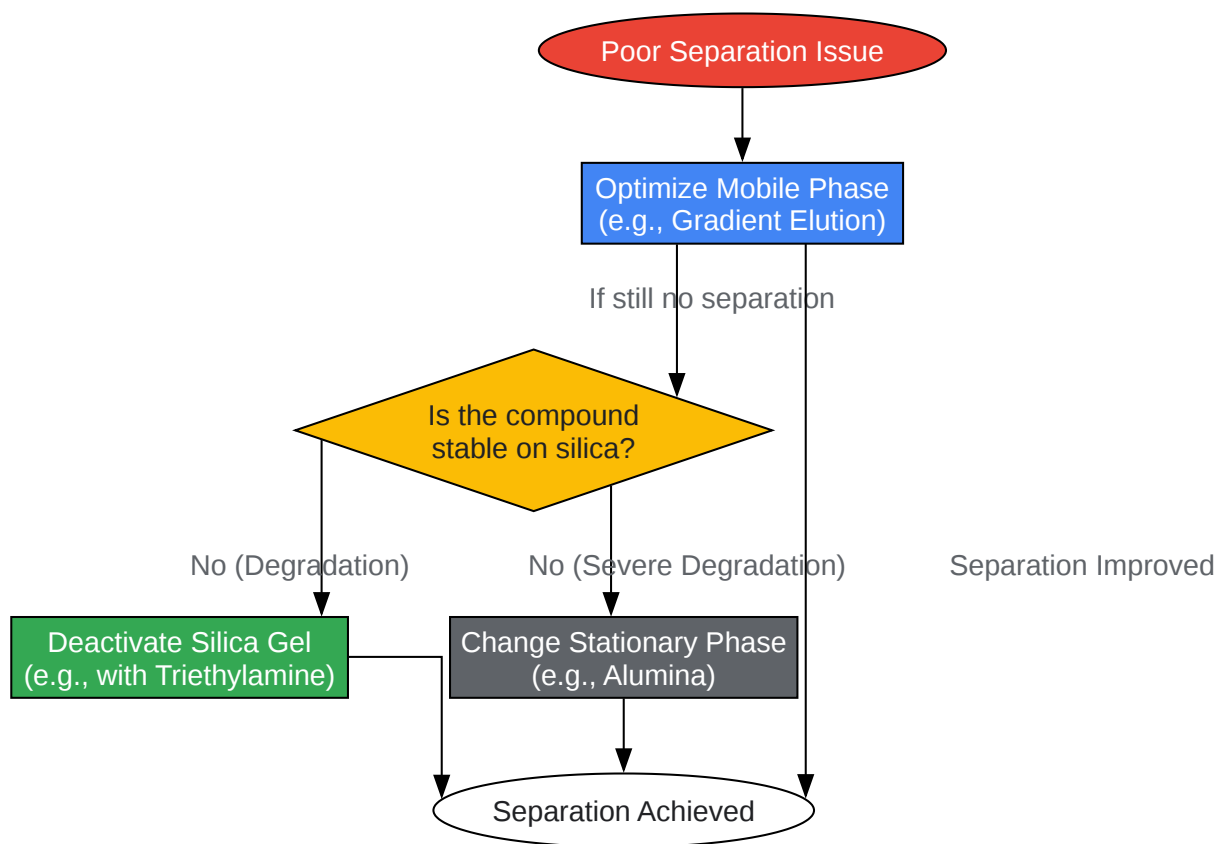 Poor Separation Issue
Optimize Mobile Phase
(e.g., Gradient Elution)
If still no separation
Is the compound
stable on silica?
No (Degradation)
No (Severe Degradation)
Separation Improved
Deactivate Silica Gel
(e.g., with Triethylamine)
Change Stationary Phase
(e.g., Alumina)
Separation Achieved